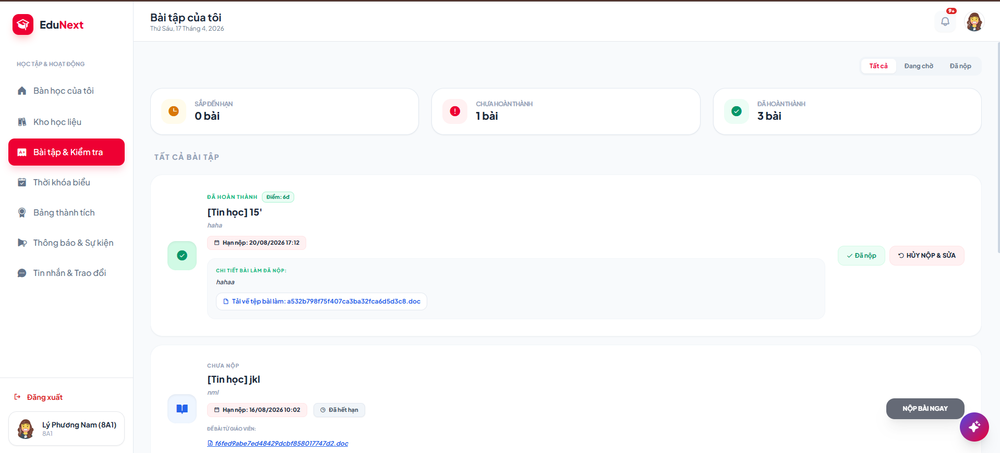 EduNext
HỌC TẬP & HOẠT ĐỘNG
Bàn học của tôi
Kho học liệu
Bài tập & Kiểm tra
Thời khóa biểu
Bảng thành tích
Thông báo & Sự kiện
Tin nhắn & Trao đổi
Đăng xuất
Lý Phương Nam (8A1)
8A1
Bài tập của tôi
Thứ Sáu, 17 Tháng 4, 2026
9+
Tất cả
Đang chờ
Đã nộp
SẮP ĐẾN HẠN
0 bài
CHƯA HOÀN THÀNH
1 bài
ĐÃ HOÀN THÀNH
3 bài
TẤT CẢ BÀI TẬP
ĐÃ HOÀN THÀNH Điểm: 6đ
[Tin học] 15'
haha
Hạn nộp: 20/08/2026 17:12
CHI TIẾT BÀI LÀM ĐÃ NỘP:
hahaa
Tải về tệp bài làm: a532b798f75f407ca3ba32fca6d5d3c8.doc
Đã nộp
HỦY NỘP & SỬA
CHƯA NỘP
[Tin học] jkl
nml
Hạn nộp: 16/08/2026 10:02
Đã hết hạn
ĐỀ BÀI TỪ GIÁO VIÊN:
f6fed9abe7ed48429dcbf858017747d2.doc
NỘP BÀI NGAY